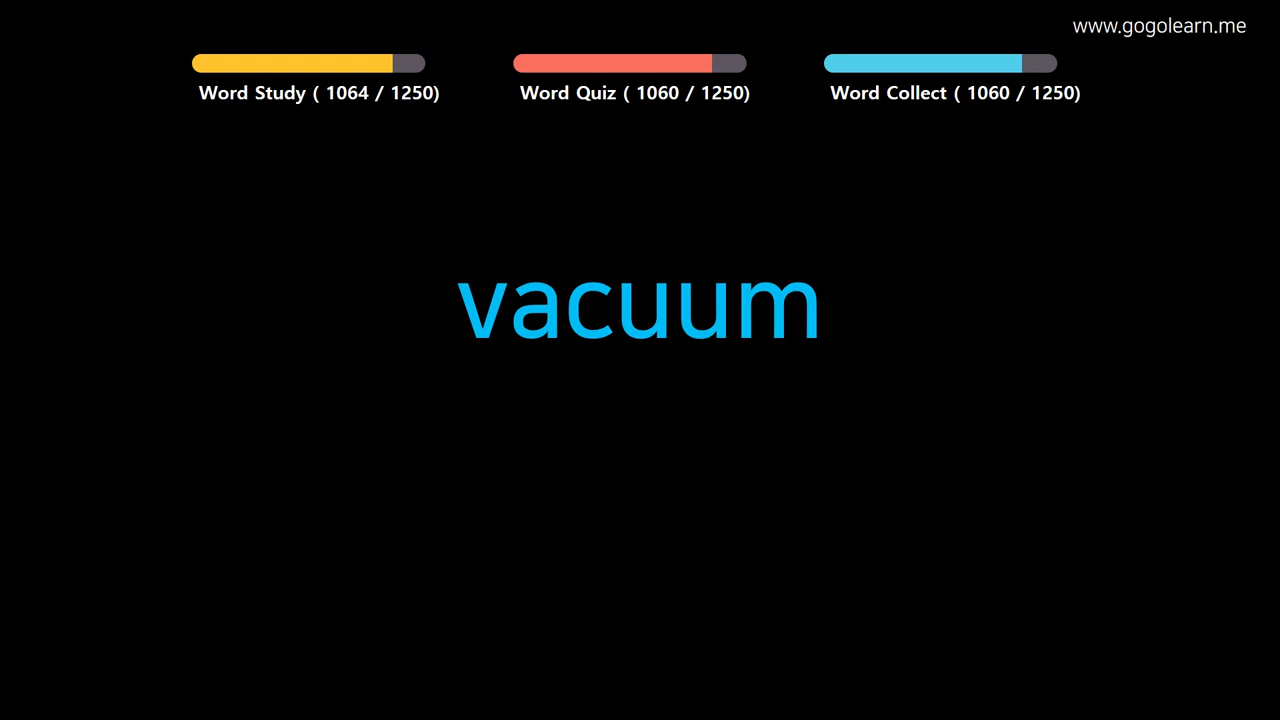 www.gogolearn.me
Word Study ( 1064 / 1250)
Word Quiz ( 1060 / 1250)
Word Collect ( 1060 / 1250)
vacuum